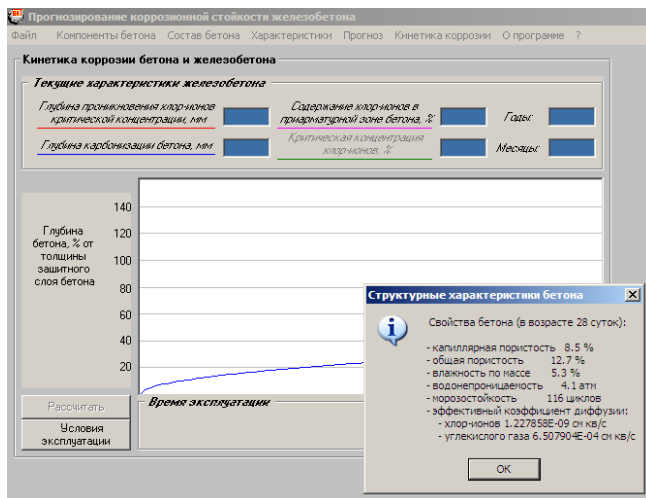 Прогнозирование коррозионной стойкости железобетона
Файл Компоненты бетона Состав бетона Характеристики Прогноз Кинетика коррозии О программе ?
Кинетика коррозии бетона и железобетона
Текущие характеристики железобетона
Глубина проникновения хлор-ионов
критической концентрации, мм
Содержание хлор-ионов в
приарматурной зоне бетона, %
Годы:
Глубина карбонизации бетона, мм
Критическая концентрация
хлор-ионов, %
Месяцы:
Глубина
бетона, % от
толщины
защитного
слоя бетона
140
120
100
80
60
40
20
Рассчитать
Условия
эксплуатации
Время эксплуатации
Структурные характеристики бетона
Свойства бетона (в возрасте 28 суток):
- капиллярная пористость 8.5 %
- общая пористость 12.7 %
- влажность по массе 5.3 %
- водонепроницаемость 4.1 атм
- морозостойкость 116 циклов
- эффективный коэффициент диффузии:
- хлор-ионов 1.227858E-09 см кв/с
- углекислого газа 6.507904E-04 см кв/с
OK